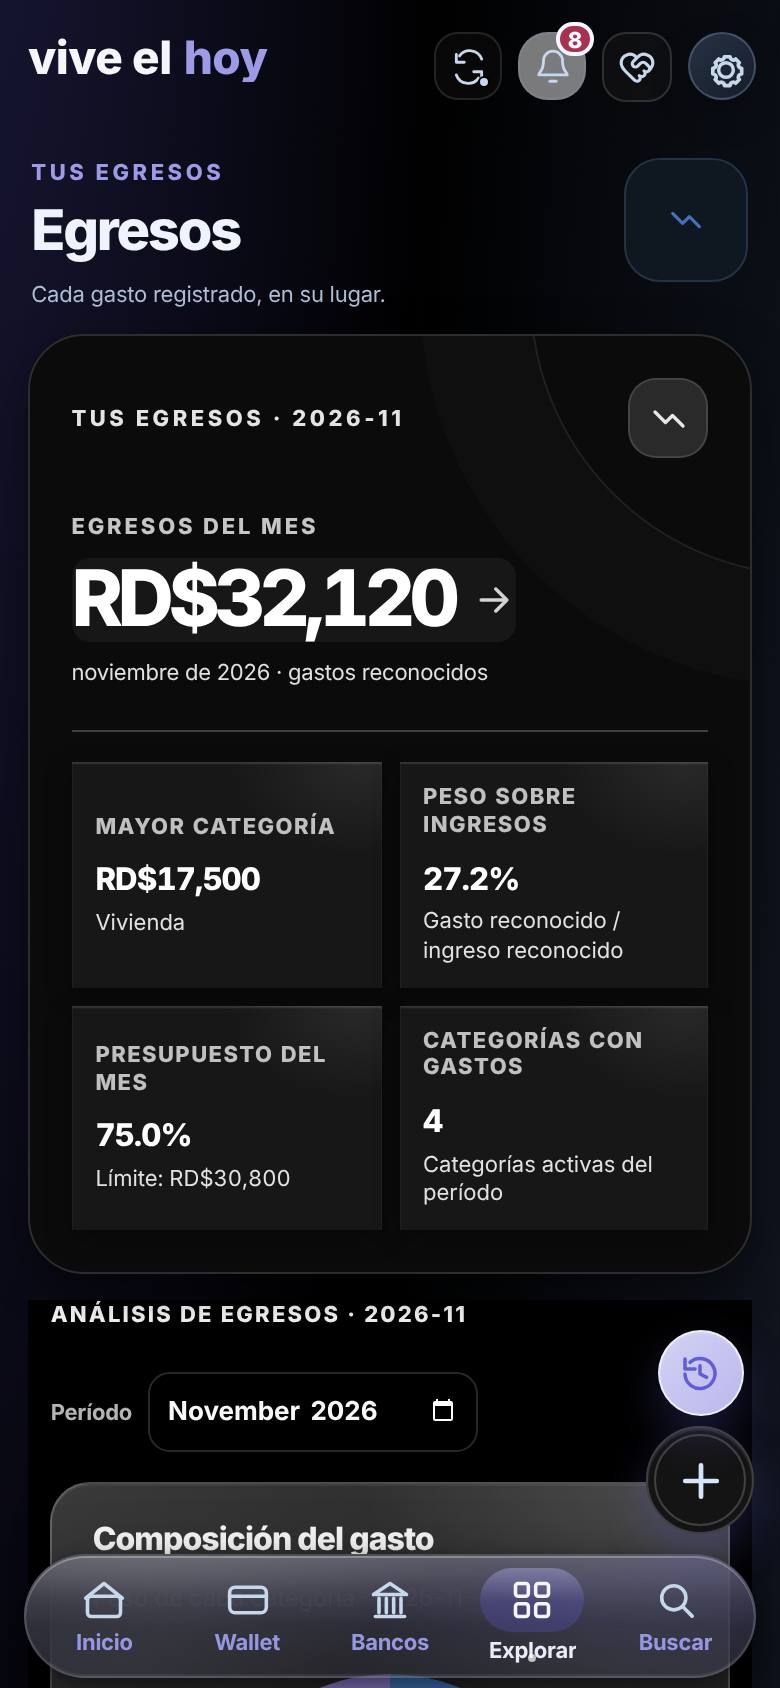 vive el hoy
8
TUS EGRESOS
Egresos
Cada gasto registrado, en su lugar.
TUS EGRESOS · 2026-11
EGRESOS DEL MES
RD$32,120 →
noviembre de 2026 · gastos reconocidos
MAYOR CATEGORÍA
RD$17,500
Vivienda
PESO SOBRE
INGRESOS
27.2%
Gasto reconocido /
ingreso reconocido
PRESUPUESTO DEL
MES
75.0%
Límite: RD$30,800
CATEGORÍAS CON
GASTOS
4
Categorías activas del
período
ANÁLISIS DE EGRESOS · 2026-11
Período
November 2026
Composición del gasto
Inicio
Wallet
Bancos
Explorar
Buscar